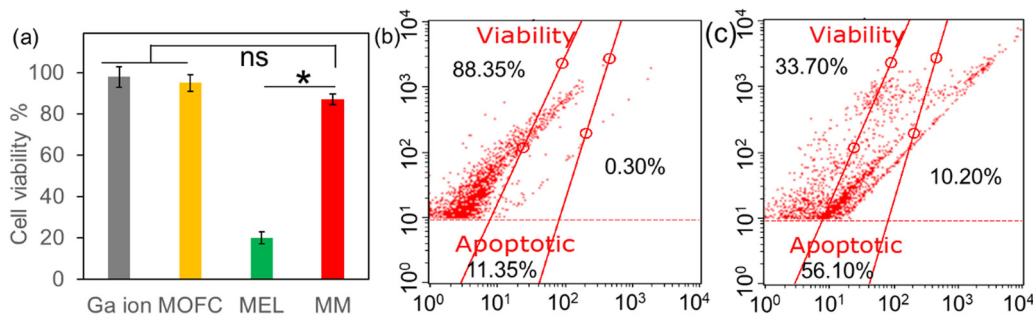 (a)
Cell viability %
100
80
60
40
20
0
ns
*
Ga ion MOFC MEL MM
(b)
10⁴
10³
10²
10¹
10⁰
Viability
88.35%
0.30%
Apoptotic
11.35%
10⁰ 10¹ 10² 10³ 10⁴
(c)
10⁴
10³
10²
10¹
10⁰
Viability
33.70%
10.20%
Apoptotic
56.10%
10⁰ 10¹ 10² 10³ 10⁴